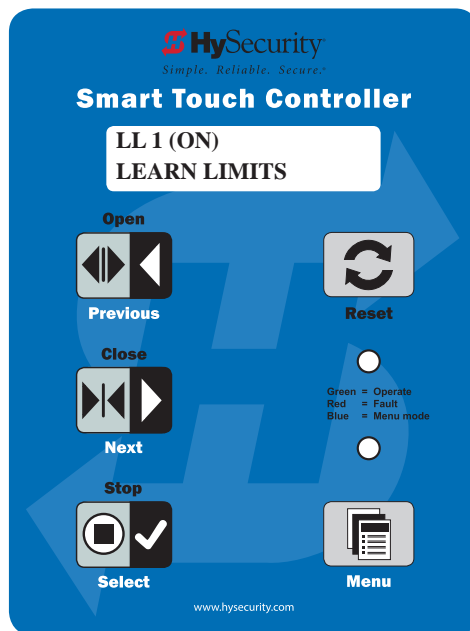 HySecurity
Simple. Reliable. Secure.
Smart Touch Controller
LL 1 (ON)
LEARN LIMITS
Open
Previous
Reset
Close
Next
Green = Operate
Red = Fault
Blue = Menu mode
Stop
Select
Menu
www.hysecurity.com